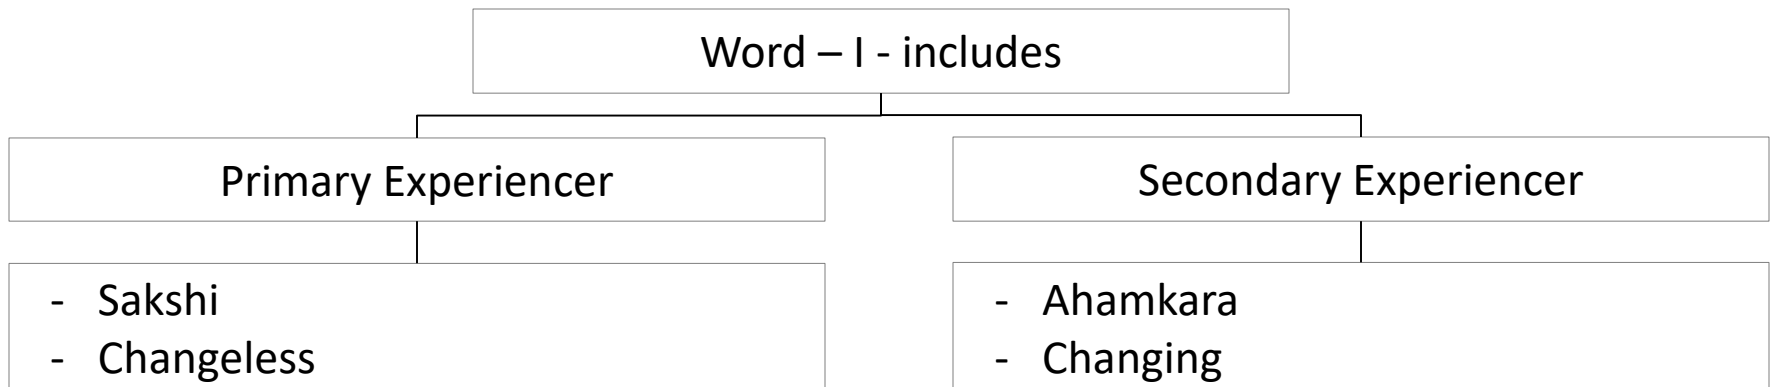 Word – I - includes
Primary Experiencer
Secondary Experiencer
- Sakshi
- Changeless
- Ahamkara
- Changing